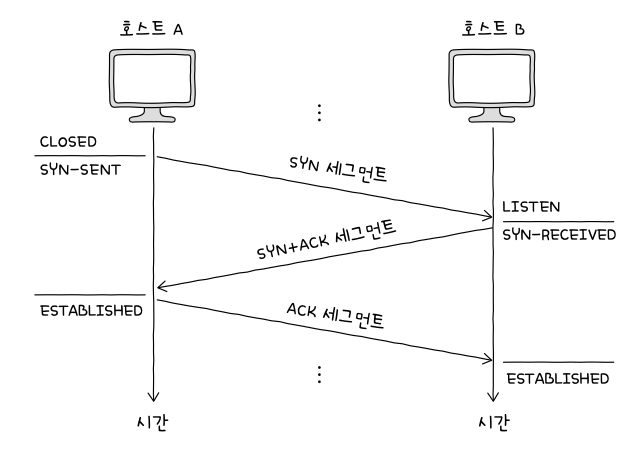 호스트 A
호스트 B
CLOSED
SYN-SENT
SYN 세그먼트
LISTEN
SYN-RECEIVED
SYN+ACK 세그먼트
ESTABLISHED
ACK 세그먼트
ESTABLISHED
시간
시간